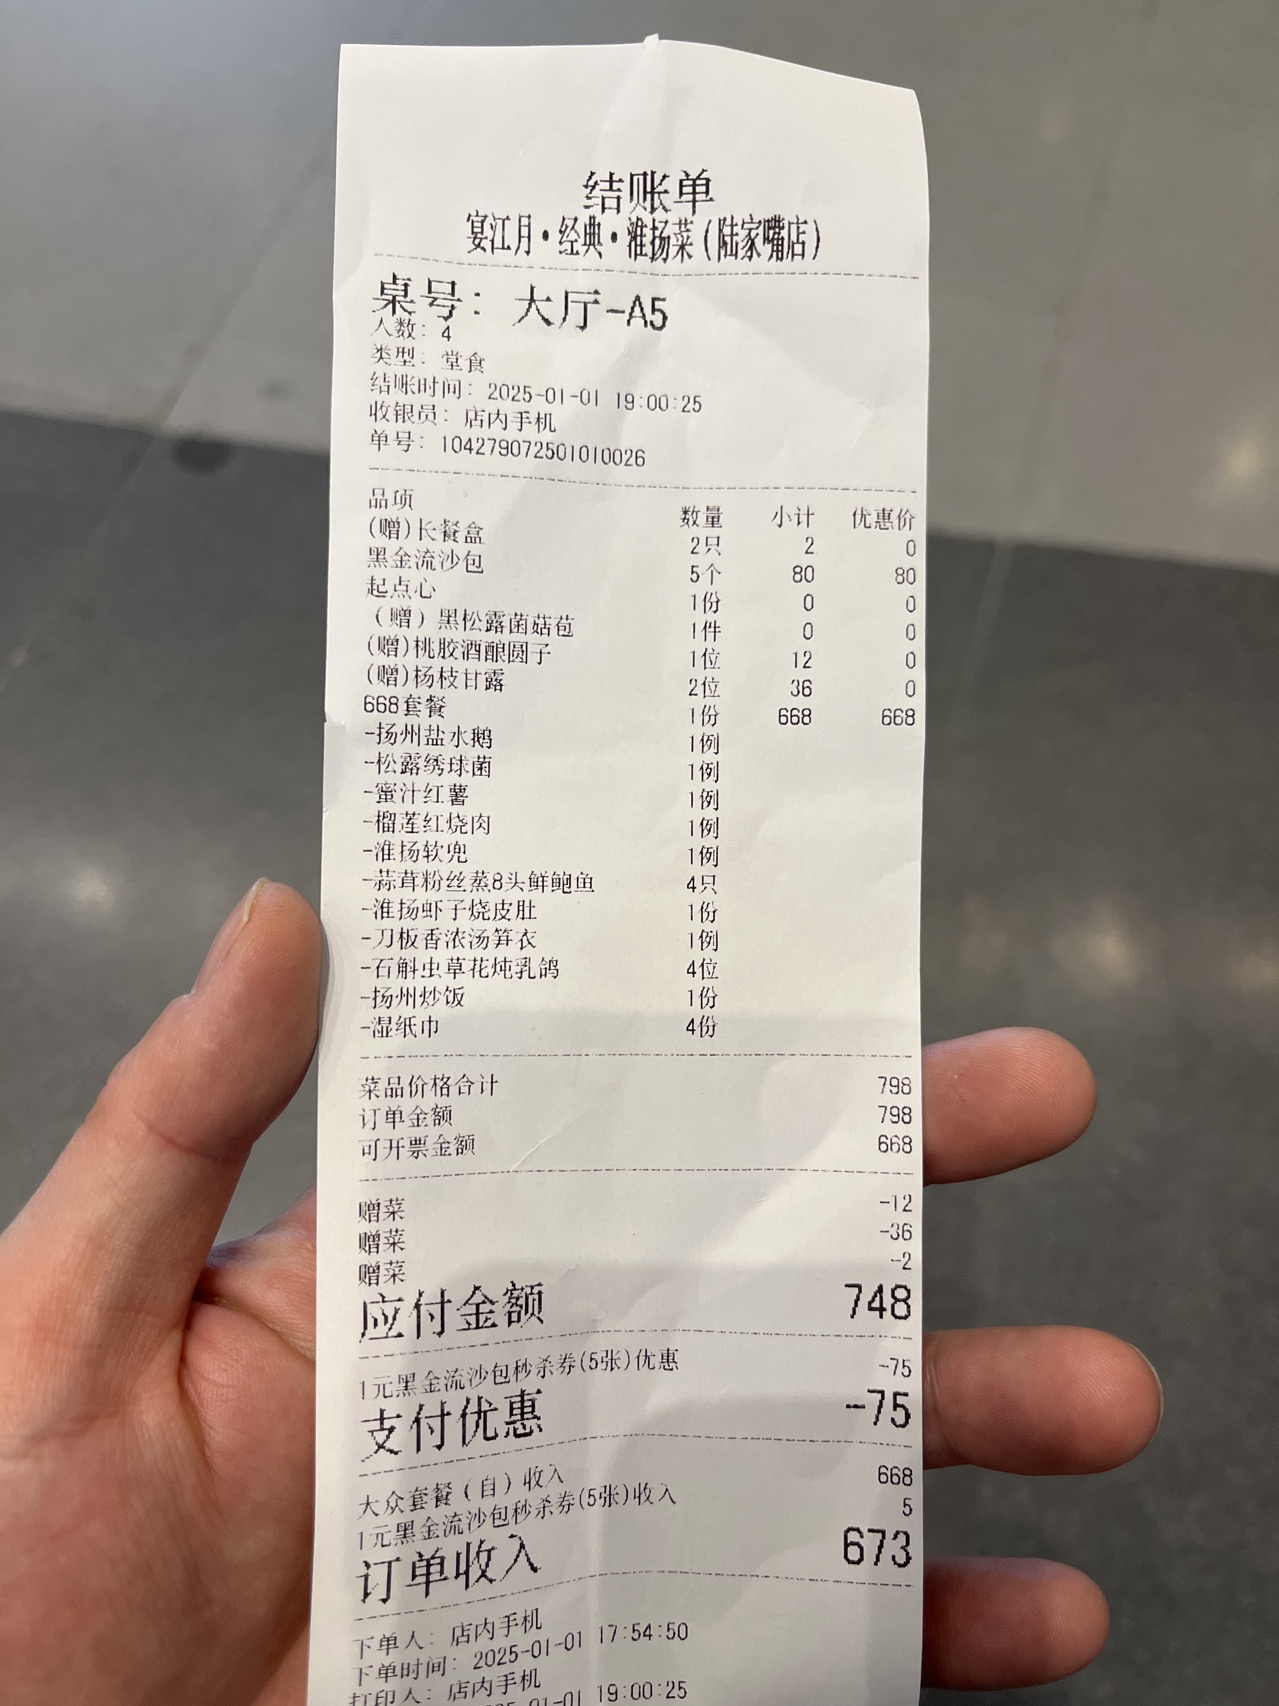 结账单
宴江月·经典·淮扬菜(陆家嘴店)
桌号: 大厅-A5
人数: 4
类型: 堂食
结账时间: 2025-01-01 19:00:25
收银员: 店内手机
单号: 104279072501010026
品项 数量 小计 优惠价
(赠)长餐盒 2只 2 0
黑金流沙包 5个 80 80
起点心 1份 0 0
(赠)黑松露菌菇苞 1件 0 0
(赠)桃胶酒酿圆子 1位 12 0
(赠)杨枝甘露 2位 36 0
668套餐 1份 668 668
-扬州盐水鹅 1例
-松露绣球菌 1例
-蜜汁红薯 1例
-榴莲红烧肉 1例
-淮扬软兜 1例
-蒜茸粉丝蒸8头鲜鲍鱼 4只
-淮扬虾子烧皮肚 1份
-刀板香浓汤笋衣 1例
-石斛虫草花炖乳鸽 4位
-扬州炒饭 1份
-湿纸巾 4份
菜品价格合计 798
订单金额 798
可开票金额 668
赠菜 -12
赠菜 -36
赠菜 -2
应付金额 748
1元黑金流沙包秒杀券(5张)优惠 -75
支付优惠 -75
大众套餐(自)收入 668
1元黑金流沙包秒杀券(5张)收入 5
订单收入 673
下单人: 店内手机
下单时间: 2025-01-01 17:54:50
打印人: 店内手机
-01-01 19:00:25